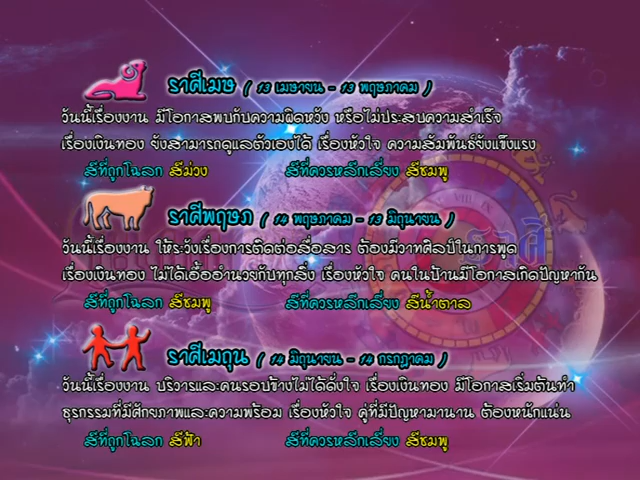 ราศีเมษ ( 13 เมษายน - 13 พฤษภาคม )
วันนี้เรื่องงาน มีโอกาสพบกับความผิดหวัง หรือไม่ประสบความสำเร็จ
เรื่องเงินทอง ยังสามารถดูแลตัวเองได้ เรื่องหัวใจ ความสัมพันธ์ยังแข็งแรง
สีที่ถูกโฉลก สีม่วง สีที่ควรหลีกเลี่ยง สีชมพู
ราศีพฤษภ ( 14 พฤษภาคม - 13 มิถุนายน )
วันนี้เรื่องงาน ให้ระวังเรื่องการติดต่อสื่อสาร ต้องมีวาทศิลป์ในการพูด
เรื่องเงินทอง ไม่ได้เอื้ออำนวยกับทุกสิ่ง เรื่องหัวใจ คนในบ้านมีโอกาสเกิดปัญหากัน
สีที่ถูกโฉลก สีชมพู สีที่ควรหลีกเลี่ยง สีน้ำตาล
ราศีเมถุน ( 14 มิถุนายน - 14 กรกฎาคม )
วันนี้เรื่องงาน บริวารและคนรอบข้างไม่ได้ดั่งใจ เรื่องเงินทอง มีโอกาสเริ่มต้นทำ
ธุรกรรมที่มีศักยภาพและความพร้อม เรื่องหัวใจ คู่ที่มีปัญหามานาน ต้องหนักแน่น
สีที่ถูกโฉลก สีฟ้า สีที่ควรหลีกเลี่ยง สีชมพู